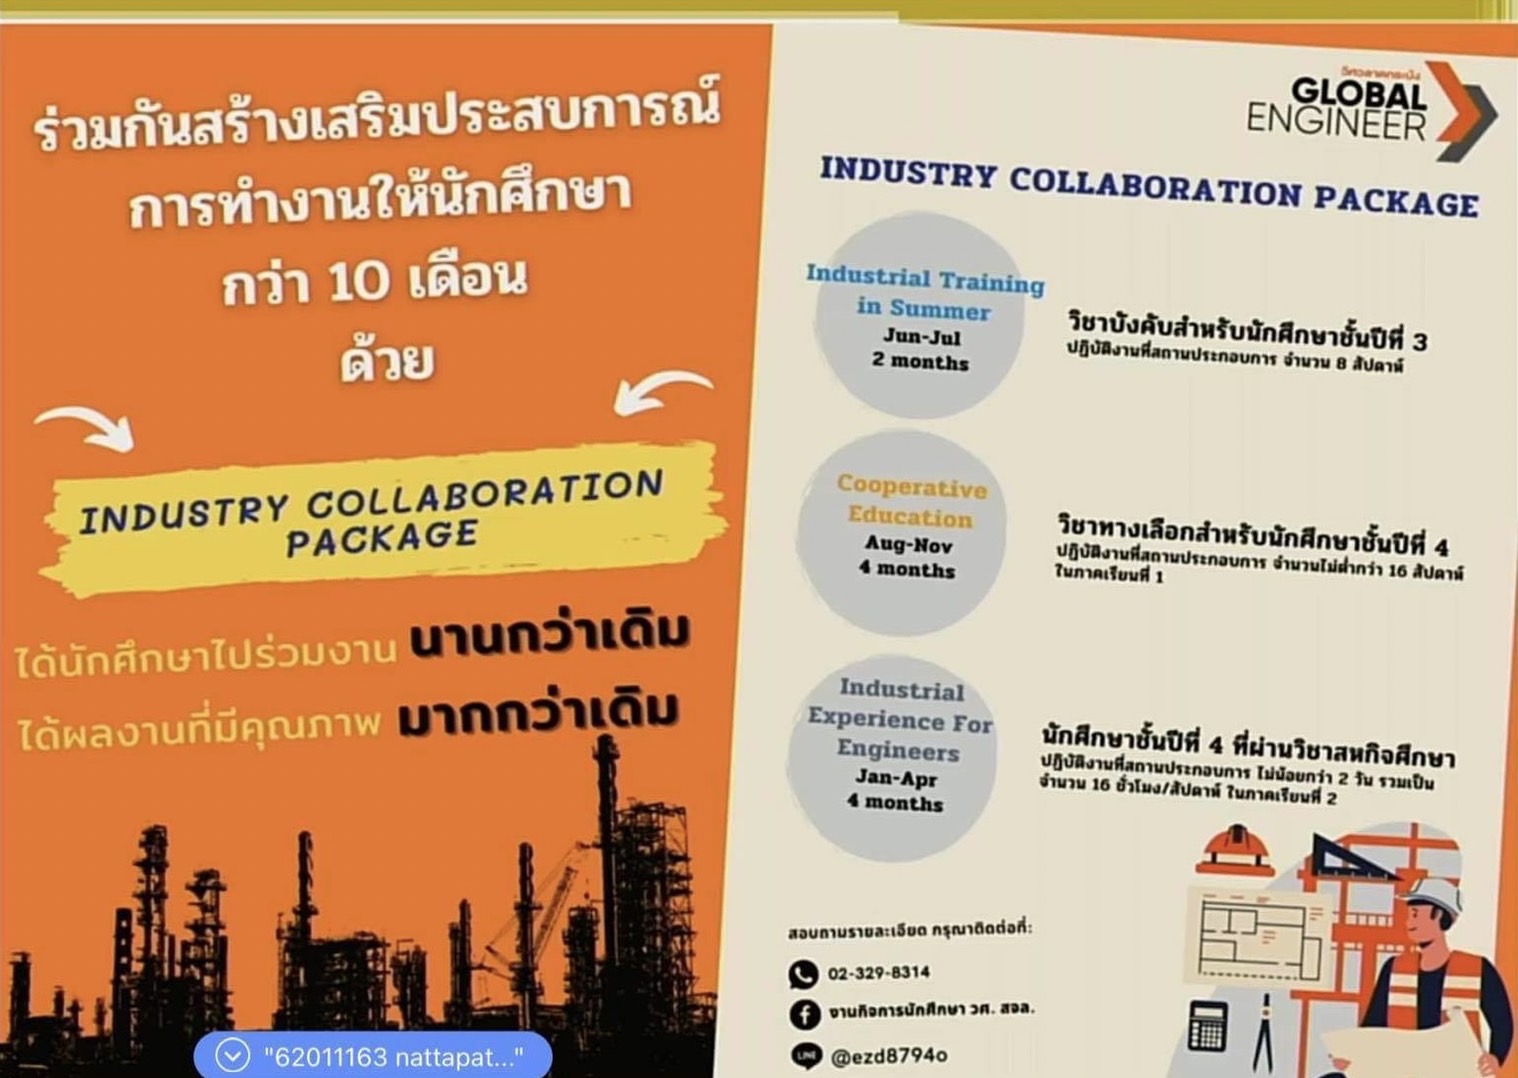 ร่วมกันสร้างเสริมประสบการณ์
การทำงานให้นักศึกษา
กว่า 10 เดือน
ด้วย
INDUSTRY COLLABORATION
PACKAGE
ได้นักศึกษาไปร่วมงาน นานกว่าเดิม
ได้ผลงานที่มีคุณภาพ มากกว่าเดิม
"62011163 nattapat..."
วิศวลาดกระบัง
GLOBAL
ENGINEER
INDUSTRY COLLABORATION PACKAGE
Industrial Training
in Summer
Jun-Jul
2 months
วิชาบังคับสำหรับนักศึกษาชั้นปีที่ 3
ปฏิบัติงานที่สถานประกอบการ จำนวน 8 สัปดาห์
Cooperative
Education
Aug-Nov
4 months
วิชาทางเลือกสำหรับนักศึกษาชั้นปีที่ 4
ปฏิบัติงานที่สถานประกอบการ จำนวนไม่ต่ำกว่า 16 สัปดาห์
ในภาคเรียนที่ 1
Industrial
Experience For
Engineers
Jan-Apr
4 months
นักศึกษาชั้นปีที่ 4 ที่ผ่านวิชาสหกิจศึกษา
ปฏิบัติงานที่สถานประกอบการ ไม่น้อยกว่า 2 วัน รวมเป็น
จำนวน 16 ชั่วโมง/สัปดาห์ ในภาคเรียนที่ 2
สอบถามรายละเอียด กรุณาติดต่อที่:
02-329-8314
งานกิจการนักศึกษา วศ. สจล.
LINE @ezd8794o